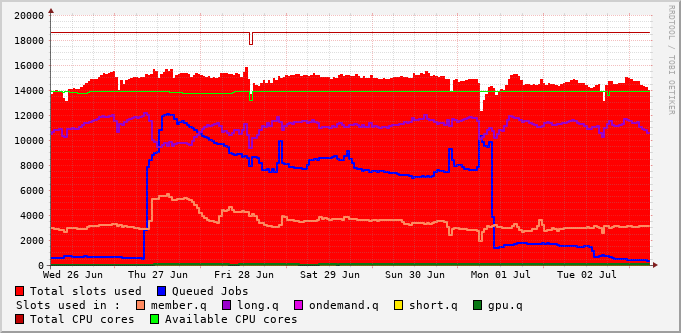 20000
18000
16000
14000
12000
10000
8000
6000
4000
2000
0
Wed 26 Jun Thu 27 Jun Fri 28 Jun Sat 29 Jun Sun 30 Jun Mon 01 Jul Tue 02 Jul
RRDTOOL / TOBI OETIKER
Total slots used Queued Jobs
Slots used in : member.q long.q ondemand.q short.q gpu.q
Total CPU cores Available CPU cores